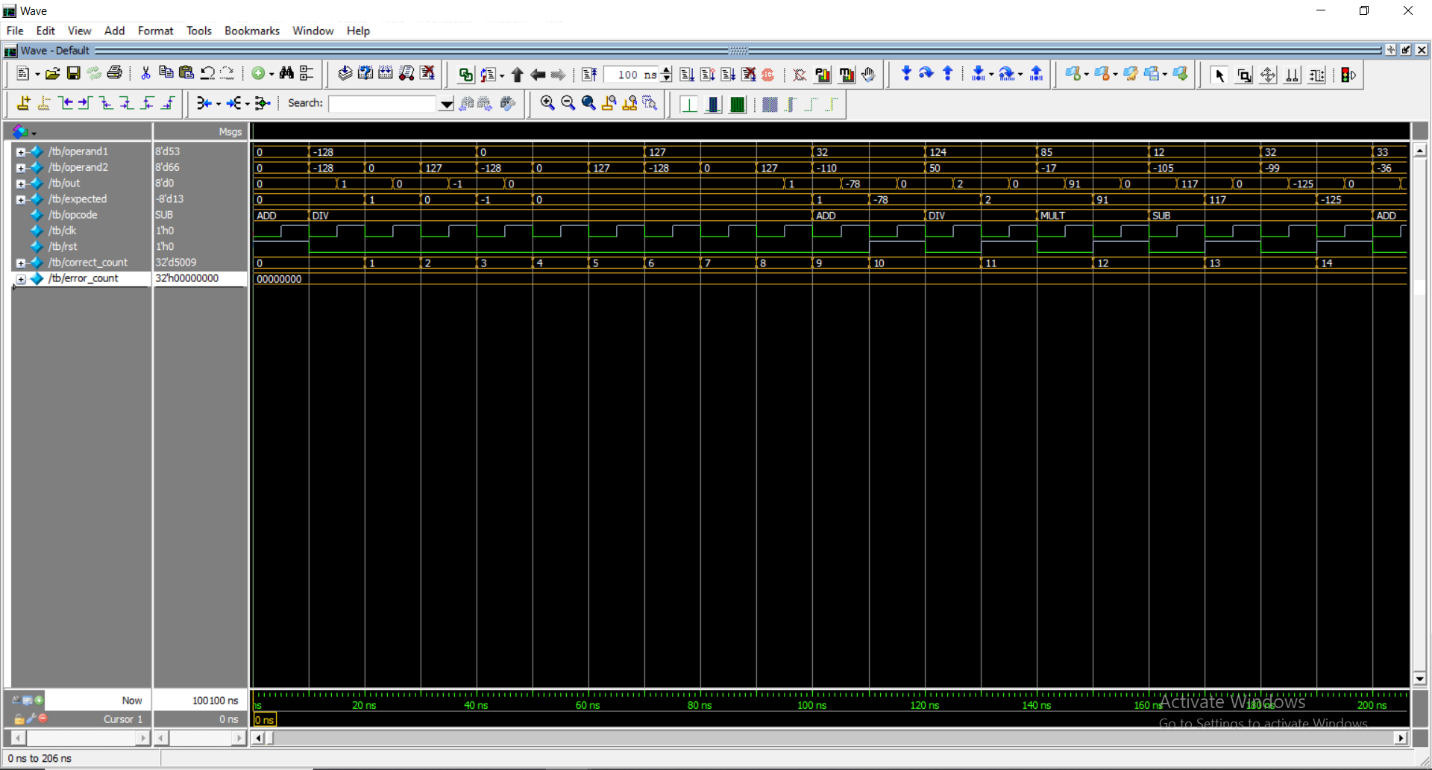 Wave
File Edit View Add Format Tools Bookmarks Window Help
Wave - Default
100 ns
Search:
Msgs
/tb/operand1 8'd53 0 -128 0 127 32 124 85 12 32 33
/tb/operand2 8'd66 0 -128 0 127 -128 0 127 -128 0 127 -110 50 -17 -105 -99 -36
/tb/out 8'd0 0 1 0 -1 0 1 -78 0 2 0 91 0 117 0 -125 0
/tb/expected -8'd13 0 1 0 -1 0 1 -78 2 91 117 -125
/tb/opcode SUB ADD DIV ADD DIV MULT SUB ADD
/tb/clk 1'h0
/tb/rst 1'h0
/tb/correct_count 32'd5009 0 1 2 3 4 5 6 7 8 9 10 11 12 13 14
/tb/error_count 32'h00000000 00000000
Now 100100 ns ns 20 ns 40 ns 60 ns 80 ns 100 ns 120 ns 140 ns 160 ns 180 ns 200 ns
Cursor 1 0 ns 0 ns
Activate Windows
Go to Settings to activate Windows.
0 ns to 206 ns